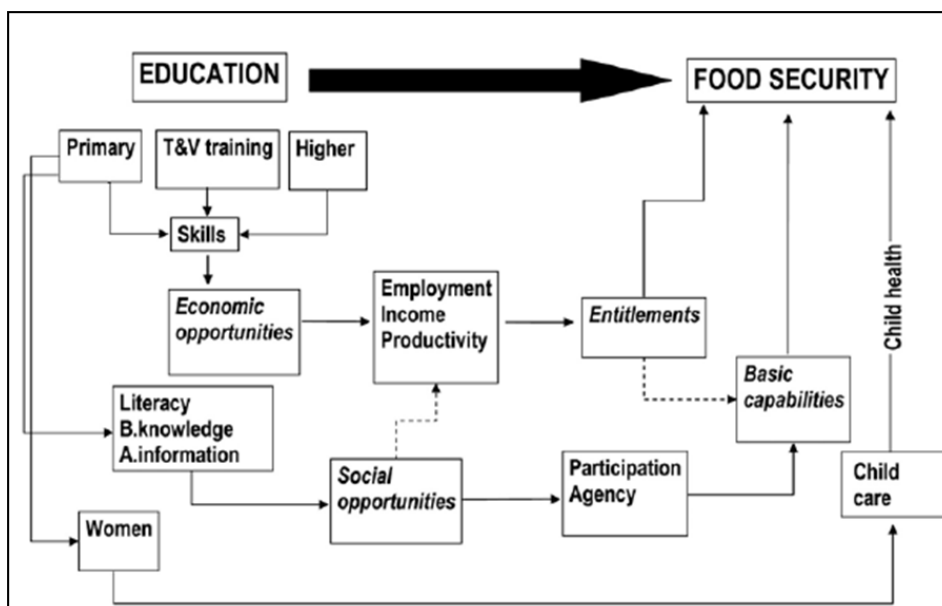 EDUCATION
FOOD SECURITY
Primary
T&V training
Higher
Skills
Economic
opportunities
Employment
Income
Productivity
Entitlements
Basic
capabilities
Child health
Literacy
B.knowledge
A.information
Social
opportunities
Participation
Agency
Child
care
Women